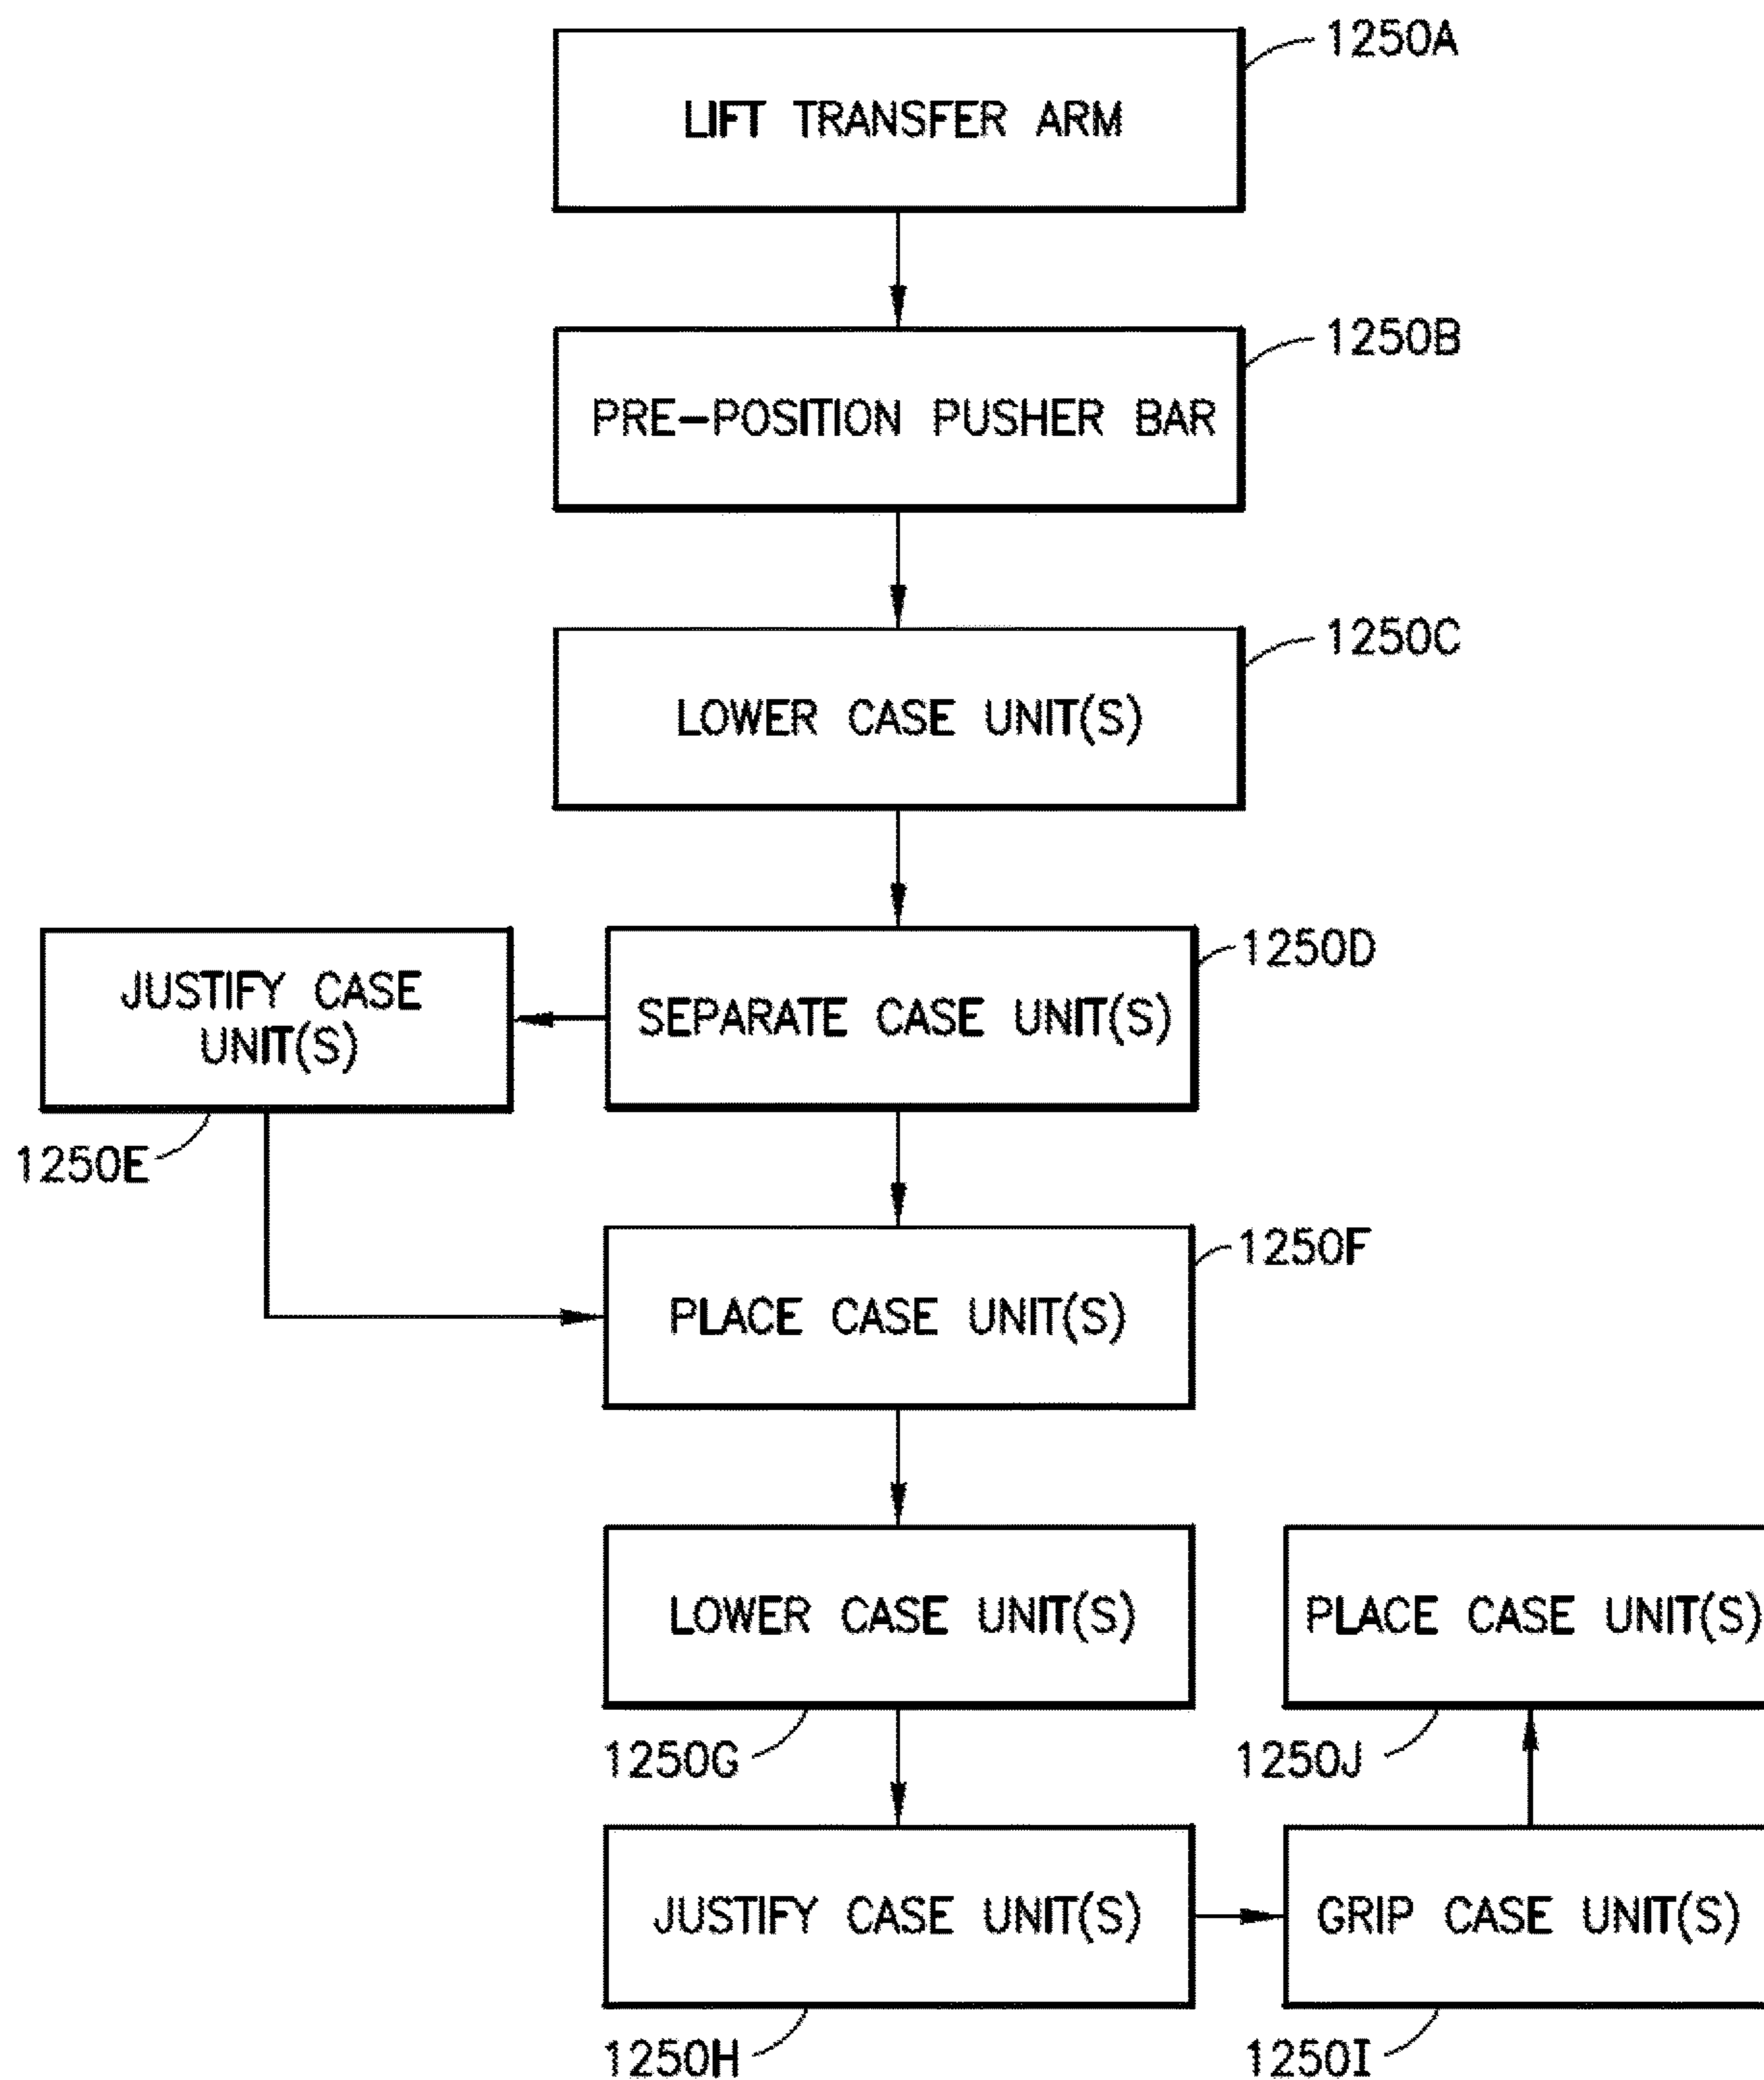 1250A
LIFT TRANSFER ARM
1250B
PRE-POSITION PUSHER BAR
1250C
LOWER CASE UNIT(S)
1250D
JUSTIFY CASE
UNIT(S)
SEPARATE CASE UNIT(S)
1250E
1250F
PLACE CASE UNIT(S)
LOWER CASE UNIT(S)
PLACE CASE UNIT(S)
1250G
1250J
JUSTIFY CASE UNIT(S)
GRIP CASE UNIT(S)
1250H
1250I